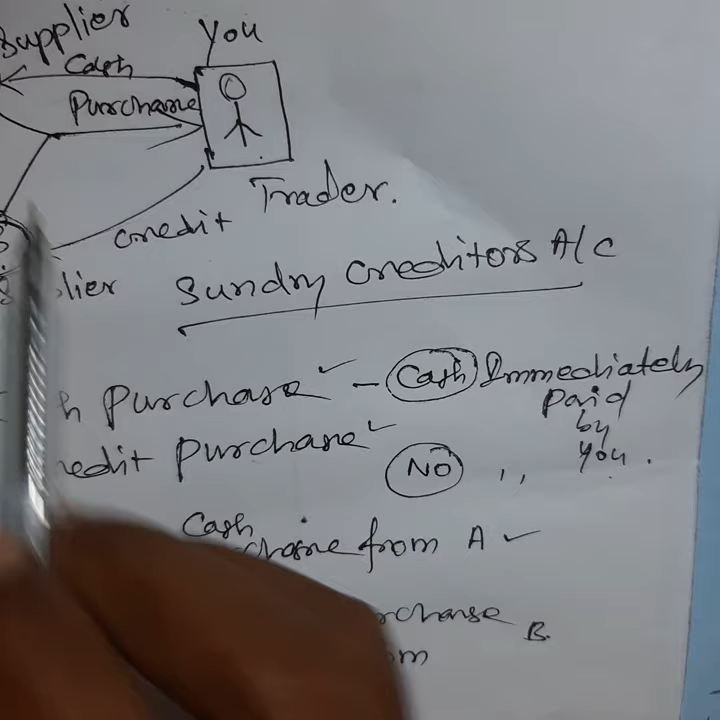 Supplier
You
Cash
Purchase
Trader.
credit
Sundry Creditors A/C
Purchase - Cash Immediately
Paid
by
you.
Purchase
NO ,,
Cash
from A
B.